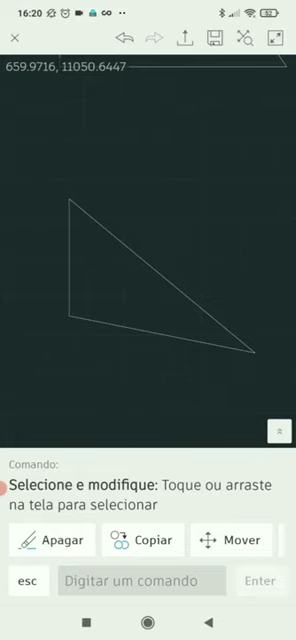 16:20
52
659.9716, 11050.6447
Comando:
Selecione e modifique: Toque ou arraste
na tela para selecionar
Apagar
Copiar
Mover
esc
Digitar um comando
Enter